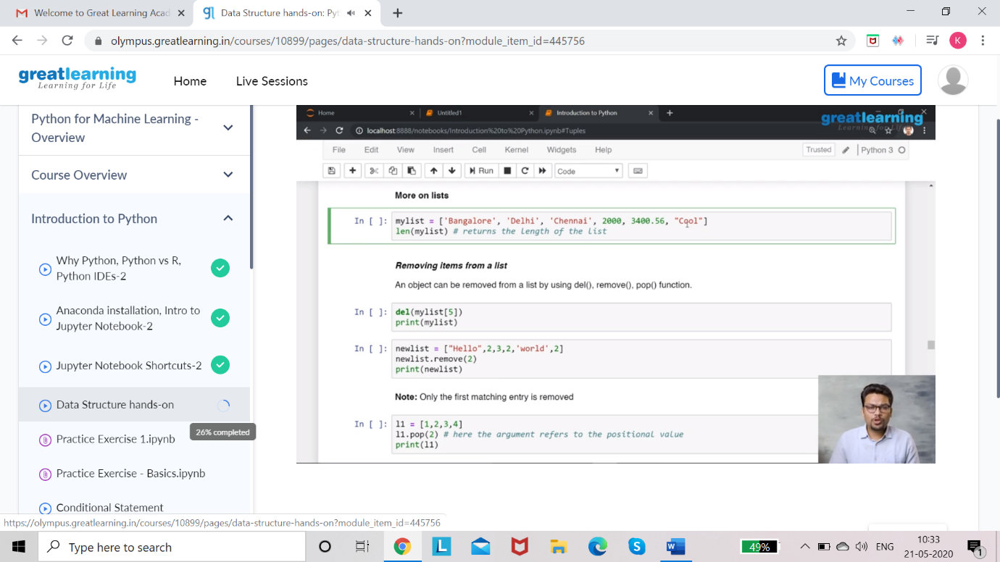 Welcome to Great Learning Acad
Data Structure hands-on: Pyt
olympus.greatlearning.in/courses/10899/pages/data-structure-hands-on?module_item_id=445756
K
greatlearning
Learning for Life
Home
Live Sessions
My Courses
Python for Machine Learning -
Overview
Course Overview
Introduction to Python
Why Python, Python vs R,
Python IDEs-2
Anaconda installation, Intro to
Jupyter Notebook-2
Jupyter Notebook Shortcuts-2
Data Structure hands-on
26% completed
Practice Exercise 1.ipynb
Practice Exercise - Basics.ipynb
Conditional Statement
Home
Untitled1
Introduction to Python
greatlearning
Learning for Life
localhost:8888/notebooks/Introduction%20to%20Python.ipynb#Tuples
File Edit View Insert Cell Kernel Widgets Help
Trusted
Python 3
Run
Code
More on lists
In [ ]: mylist = ['Bangalore', 'Delhi', 'Chennai', 2000, 3400.56, "Cool"]
len(mylist) # returns the length of the list
Removing items from a list
An object can be removed from a list by using del(), remove(), pop() function.
In [ ]: del(mylist[5])
print(mylist)
In [ ]: newlist = ["Hello",2,3,2,'world',2]
newlist.remove(2)
print(newlist)
Note: Only the first matching entry is removed
In [ ]: l1 = [1,2,3,4]
l1.pop(2) # here the argument refers to the positional value
print(l1)
https://olympus.greatlearning.in/courses/10899/pages/data-structure-hands-on?module_item_id=445756
Type here to search
L
S
W
49%
ENG
10:33
21-05-2020
1